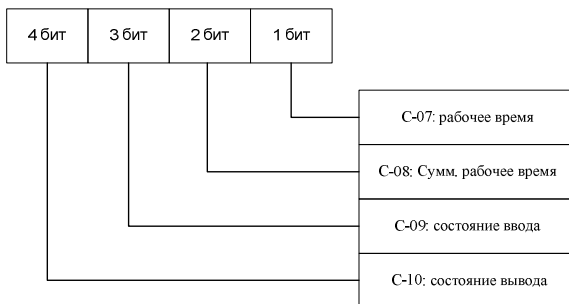 4 бит 3 бит 2 бит 1 бит
С-07: рабочее время
С-08: Сумм. рабочее время
С-09: состояние ввода
С-10: состояние вывода